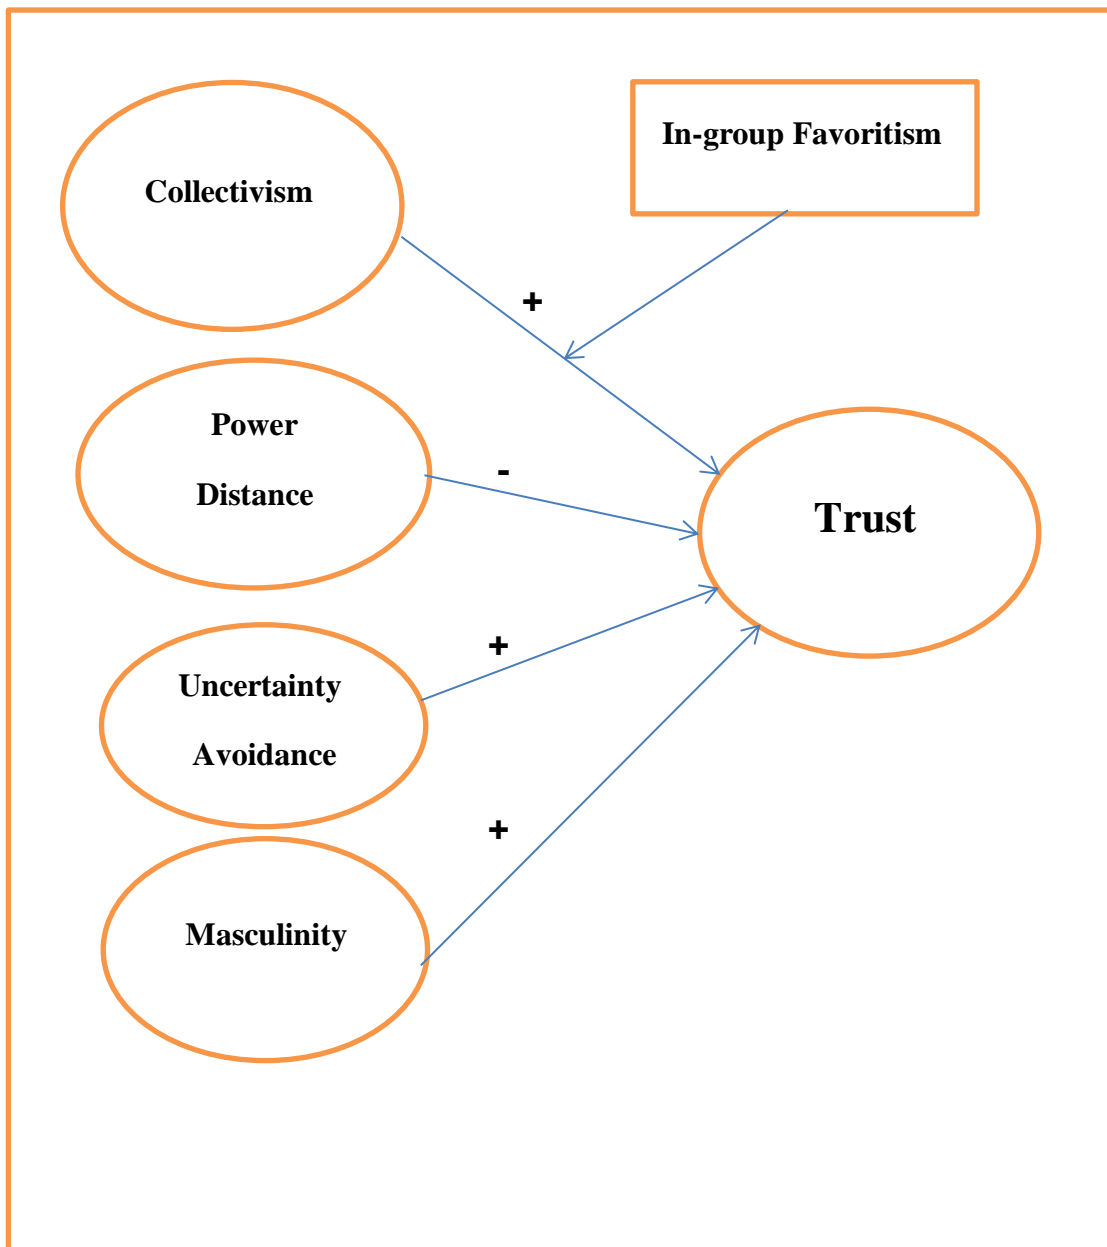 In-group Favoritism
Collectivism
+
Power
Distance
-
Trust
+
Uncertainty
Avoidance
+
Masculinity